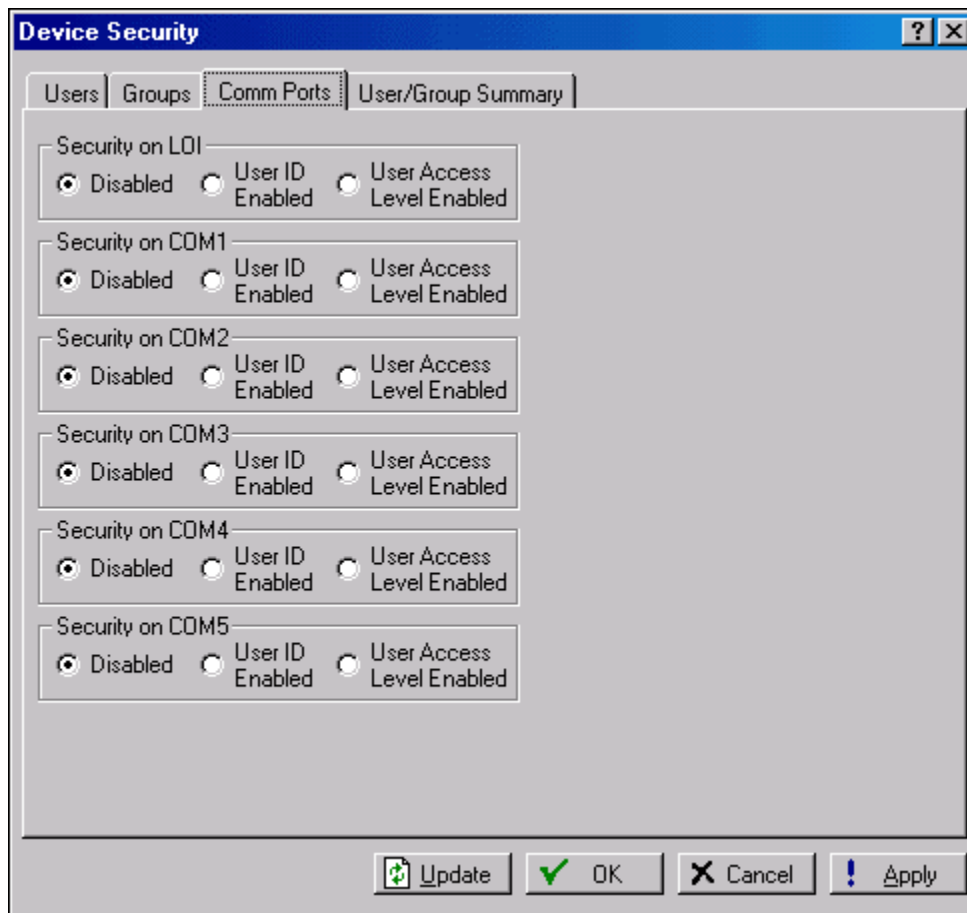 Device Security
Users Groups Comm Ports User/Group Summary
Security on LOI
Disabled User ID Enabled User Access Level Enabled
Security on COM1
Disabled User ID Enabled User Access Level Enabled
Security on COM2
Disabled User ID Enabled User Access Level Enabled
Security on COM3
Disabled User ID Enabled User Access Level Enabled
Security on COM4
Disabled User ID Enabled User Access Level Enabled
Security on COM5
Disabled User ID Enabled User Access Level Enabled
Update OK Cancel Apply